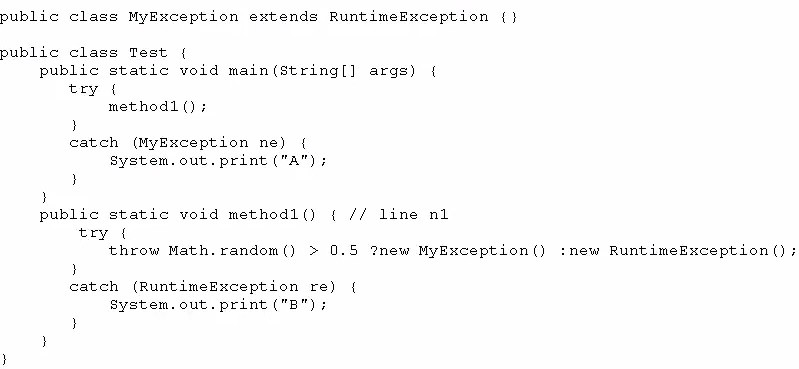 public class MyException extends RuntimeException {}
public class Test {
public static void main(String[] args) {
try {
method1();
}
catch (MyException ne) {
System.out.print("A");
}
}
public static void method1() { // line n1
try {
throw Math.random() > 0.5 ?new MyException() :new RuntimeException();
}
catch (RuntimeException re) {
System.out.print("B");
}
}
}